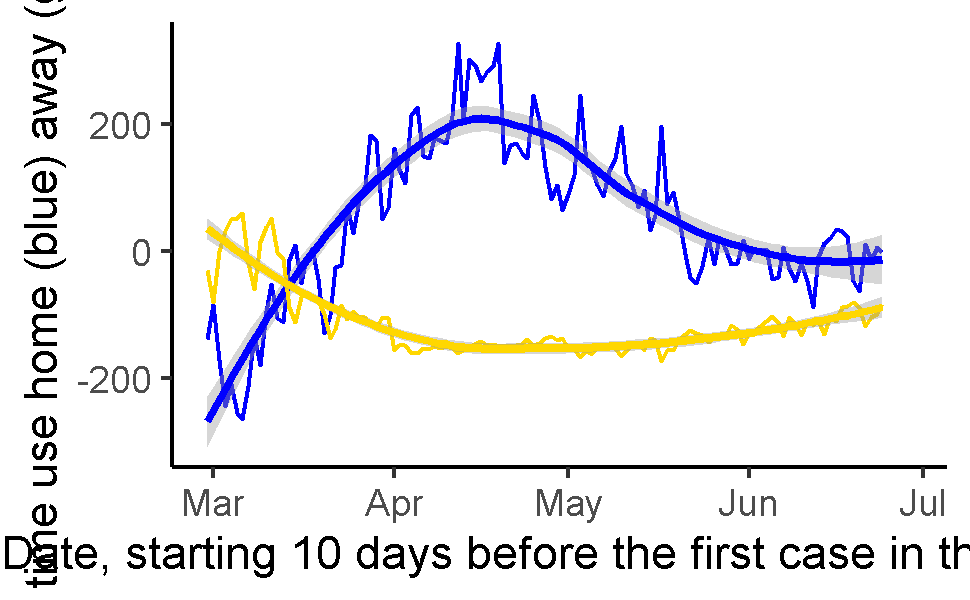 time use home (blue) away (
200
0
-200
Mar Apr May Jun Jul
Date, starting 10 days before the first case in th